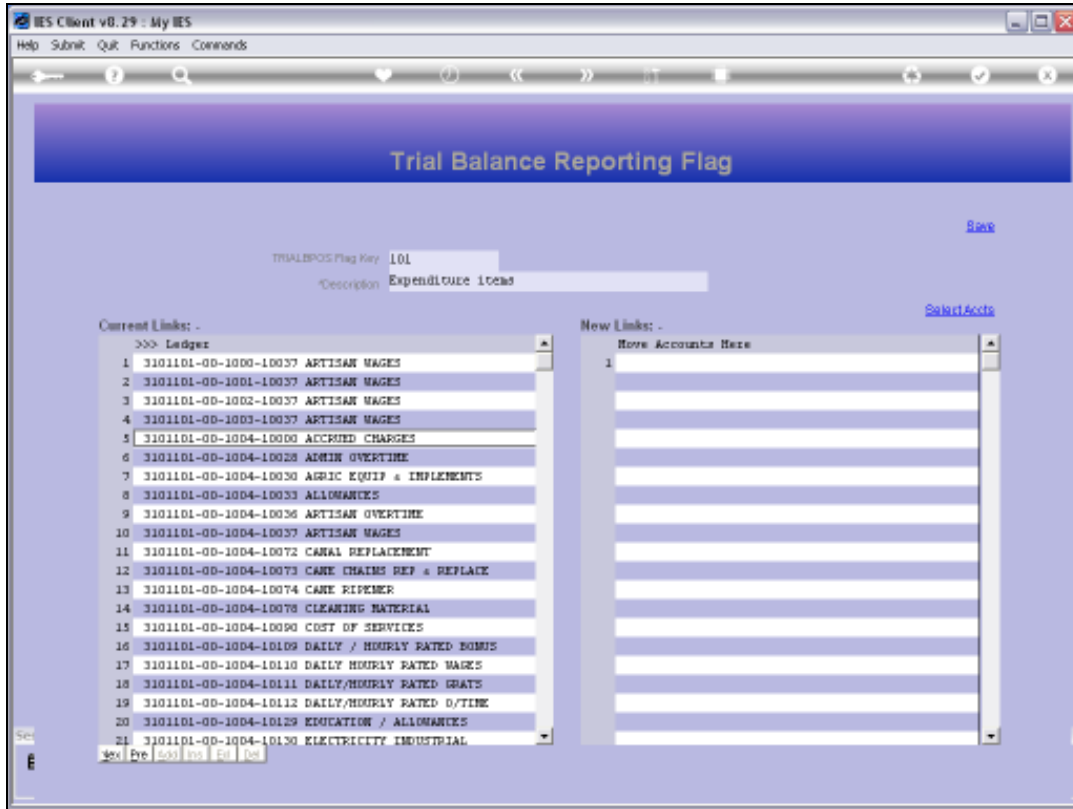 IES Client v8.29 : My IES
Help Submit Quit Functions Commands
Trial Balance Reporting Flag
Save
TRIALBPOS Flag Key 101
*Description Expenditure items
Select Accts
Current Links: -
New Links: -
>>> Ledger
Move Accounts Here
1 3101101-00-1000-10037 ARTISAN WAGES
1
2 3101101-00-1001-10037 ARTISAN WAGES
3 3101101-00-1002-10037 ARTISAN WAGES
4 3101101-00-1003-10037 ARTISAN WAGES
5 3101101-00-1004-10000 ACCRUED CHARGES
6 3101101-00-1004-10028 ADMIN OVERTIME
7 3101101-00-1004-10030 AGRIC EQUIP & IMPLEMENTS
8 3101101-00-1004-10033 ALLOWANCES
9 3101101-00-1004-10036 ARTISAN OVERTIME
10 3101101-00-1004-10037 ARTISAN WAGES
11 3101101-00-1004-10072 CANAL REPLACEMENT
12 3101101-00-1004-10073 CANE CHAINS REP & REPLACE
13 3101101-00-1004-10074 CANE RIPENER
14 3101101-00-1004-10078 CLEANING MATERIAL
15 3101101-00-1004-10090 COST OF SERVICES
16 3101101-00-1004-10109 DAILY / HOURLY RATED BONUS
17 3101101-00-1004-10110 DAILY HOURLY RATED WAGES
18 3101101-00-1004-10111 DAILY/HOURLY RATED GRATS
19 3101101-00-1004-10112 DAILY/HOURLY RATED O/TIME
20 3101101-00-1004-10129 EDUCATION / ALLOWANCES
21 3101101-00-1004-10130 ELECTRICITY INDUSTRIAL
Nex Pre Add Ins Del